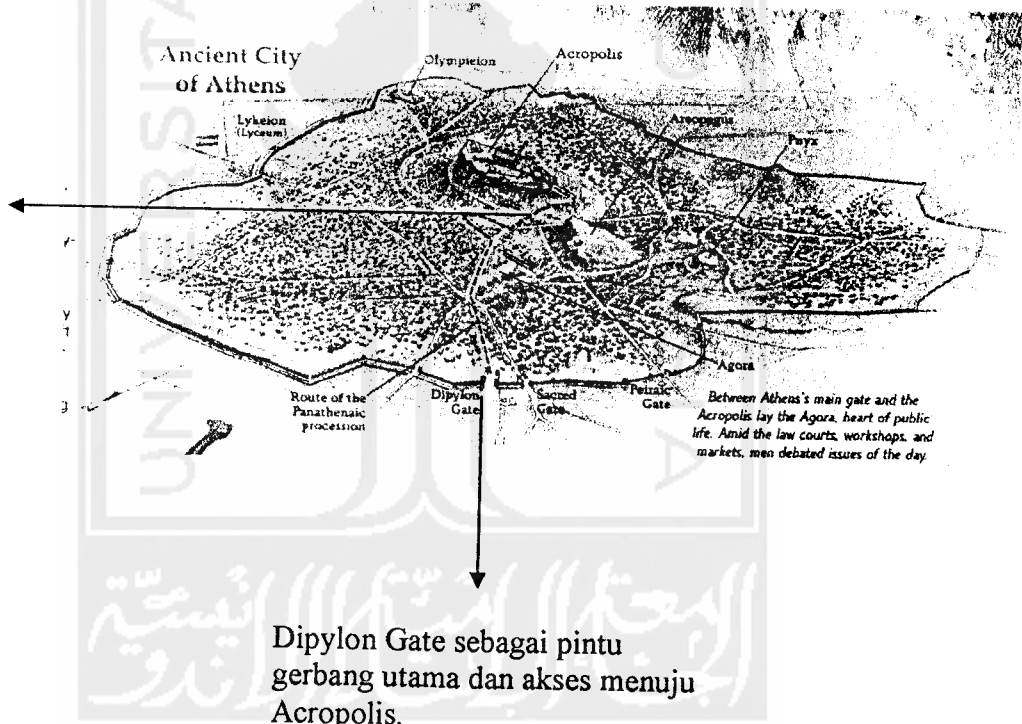 Ancient City
of Athens
Olympieion
Acropolis
Lykeion
(Lyceum)
Areopagus
Pnyx
Agora
Route of the
Panathenaic
procession
Dipylon
Gate
Sacred
Gate
Peiraic
Gate
Between Athens's main gate and the
Acropolis lay the Agora, heart of public
life. Amid the law courts, workshops, and
markets, men debated issues of the day.
Dipylon Gate sebagai pintu
gerbang utama dan akses menuju
Acropolis.